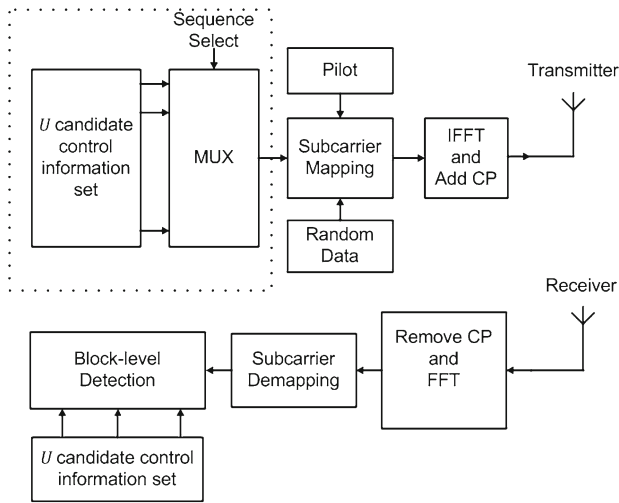 Sequence
Select
U candidate
control
information
set
MUX
Pilot
Subcarrier
Mapping
Random
Data
IFFT
and
Add CP
Transmitter
Receiver
Remove CP
and
FFT
Subcarrier
Demapping
Block-level
Detection
U candidate control
information set